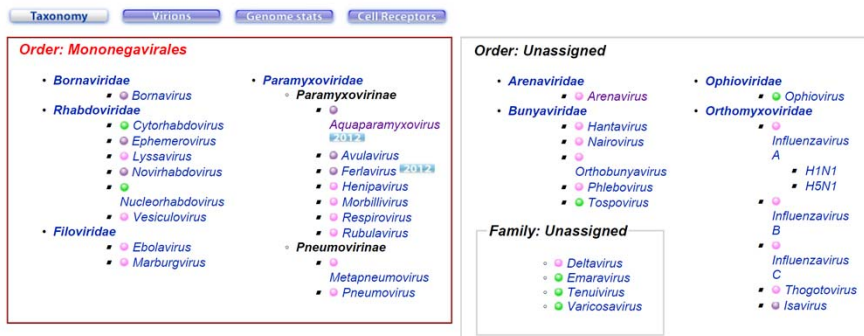 Taxonomy
Virions
Genome stats
Cell Receptors
Order: Mononegavirales
Bornaviridae
Bornavirus
Rhabdoviridae
Cytorhabdovirus
Ephemerovirus
Lyssavirus
Novirhabdovirus
Nucleorhabdovirus
Vesiculovirus
Filoviridae
Ebolavirus
Marburgvirus
Paramyxoviridae
Paramyxovirinae
Aquaparamyxovirus
2012
Avulavirus
Ferlavirus 2012
Henipavirus
Morbillivirus
Respirovirus
Rubulavirus
Pneumovirinae
Metapneumovirus
Pneumovirus
Order: Unassigned
Arenaviridae
Arenavirus
Bunyaviridae
Hantavirus
Nairovirus
Orthobunyavirus
Phlebovirus
Tospovirus
Family: Unassigned
Deltavirus
Emaravirus
Tenuivirus
Varicosavirus
Ophioviridae
Ophiovirus
Orthomyxoviridae
Influenzavirus
A
H1N1
H5N1
Influenzavirus
B
Influenzavirus
C
Thogotovirus
Isavirus